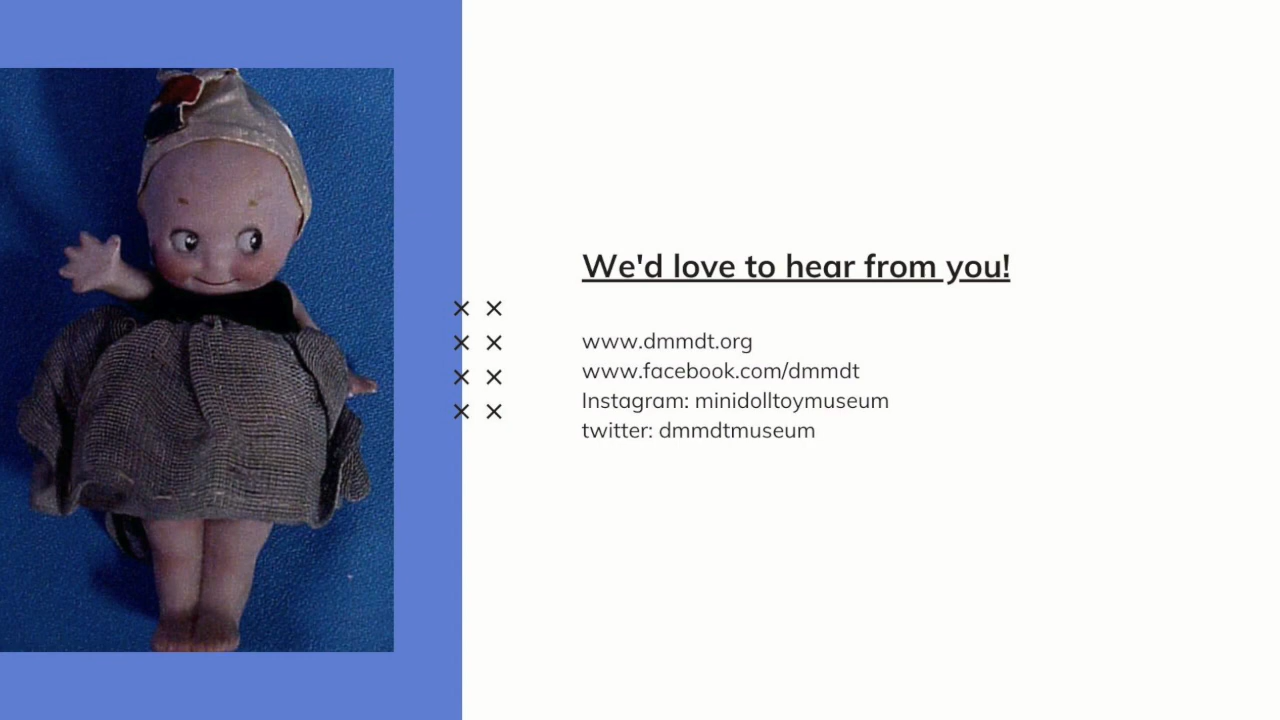 We'd love to hear from you!
www.dmmdt.org
www.facebook.com/dmmdt
Instagram: minidolltoymuseum
twitter: dmmdtmuseum